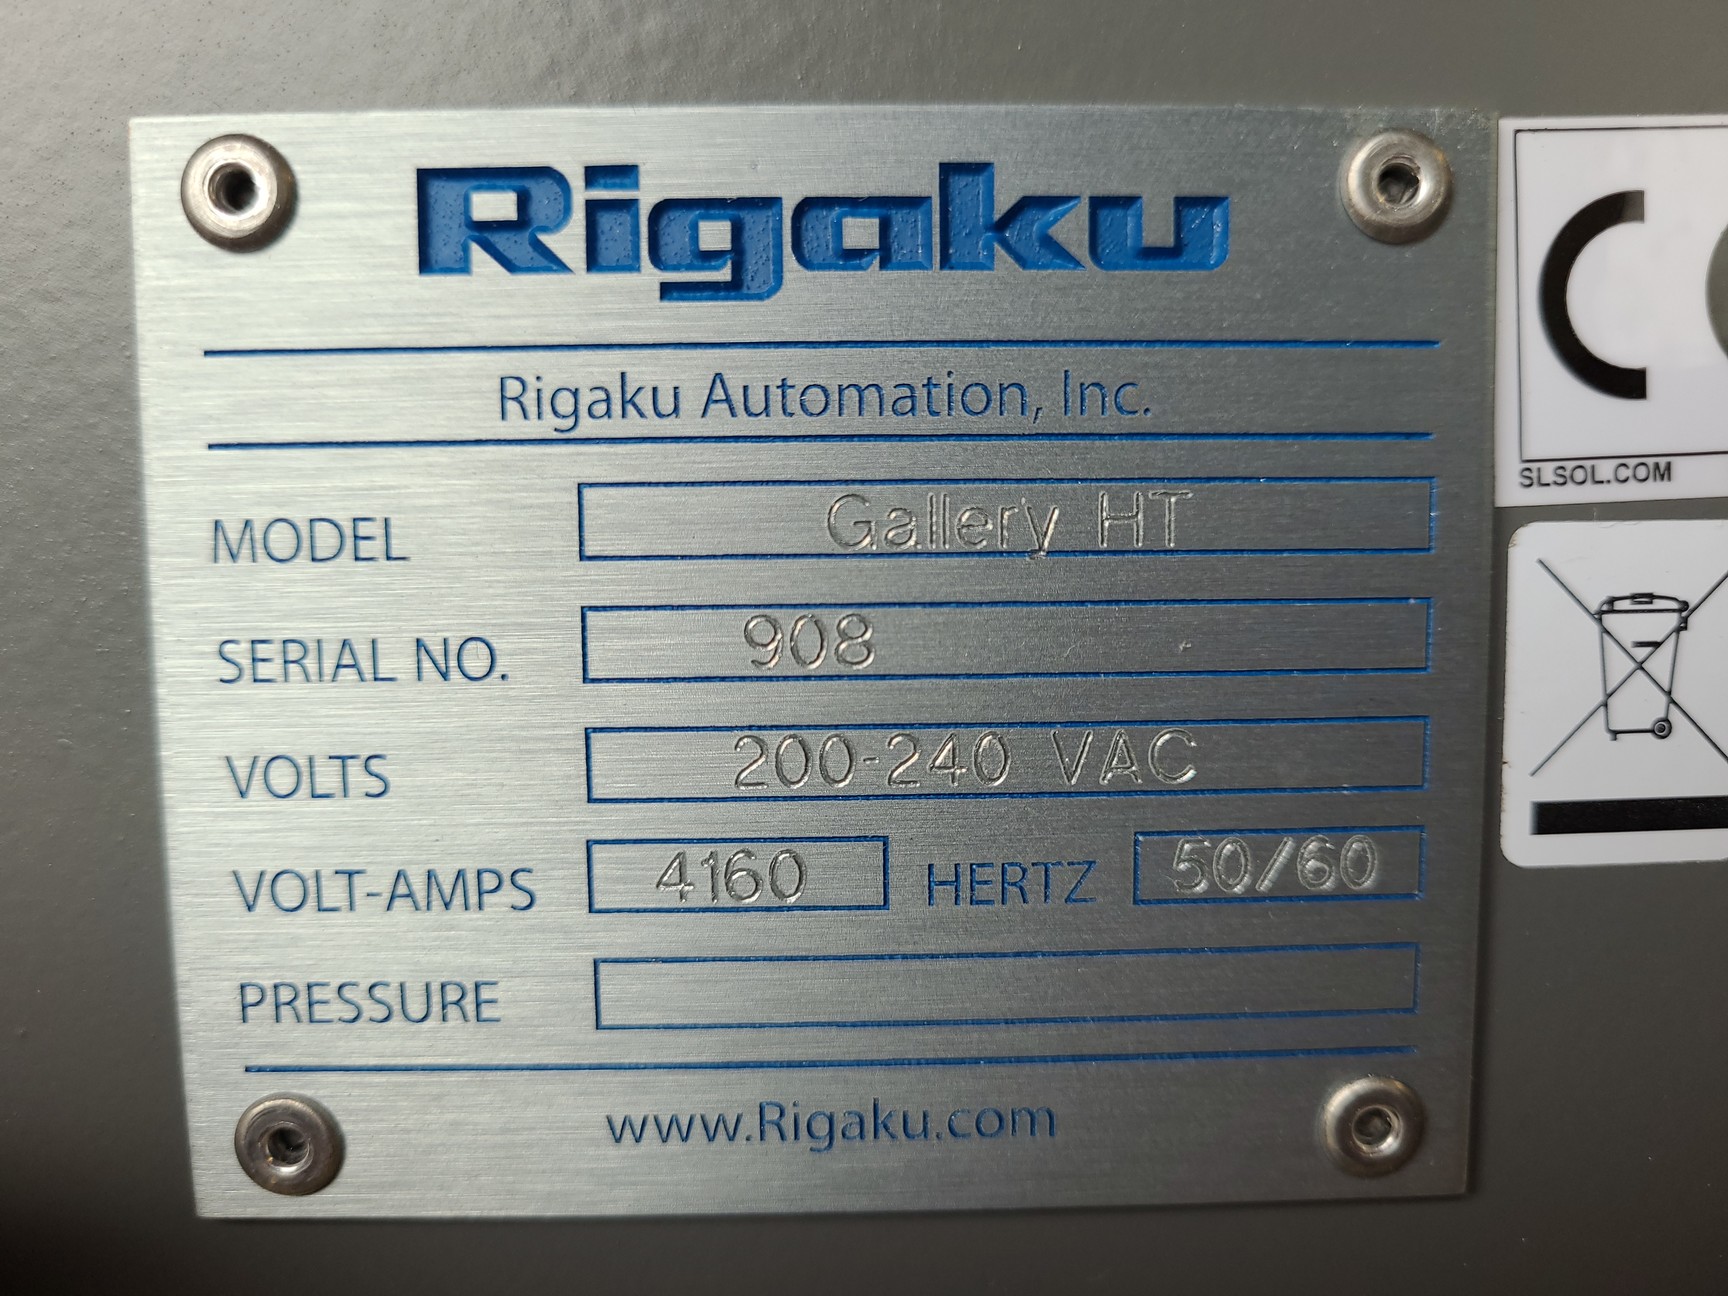 Rigaku
Rigaku Automation, Inc.
MODEL Gallery HT
SERIAL NO. 908
VOLTS 200-240 VAC
VOLT-AMPS 4160 HERTZ 50/60
PRESSURE
www.Rigaku.com
CE
SLSOL.COM